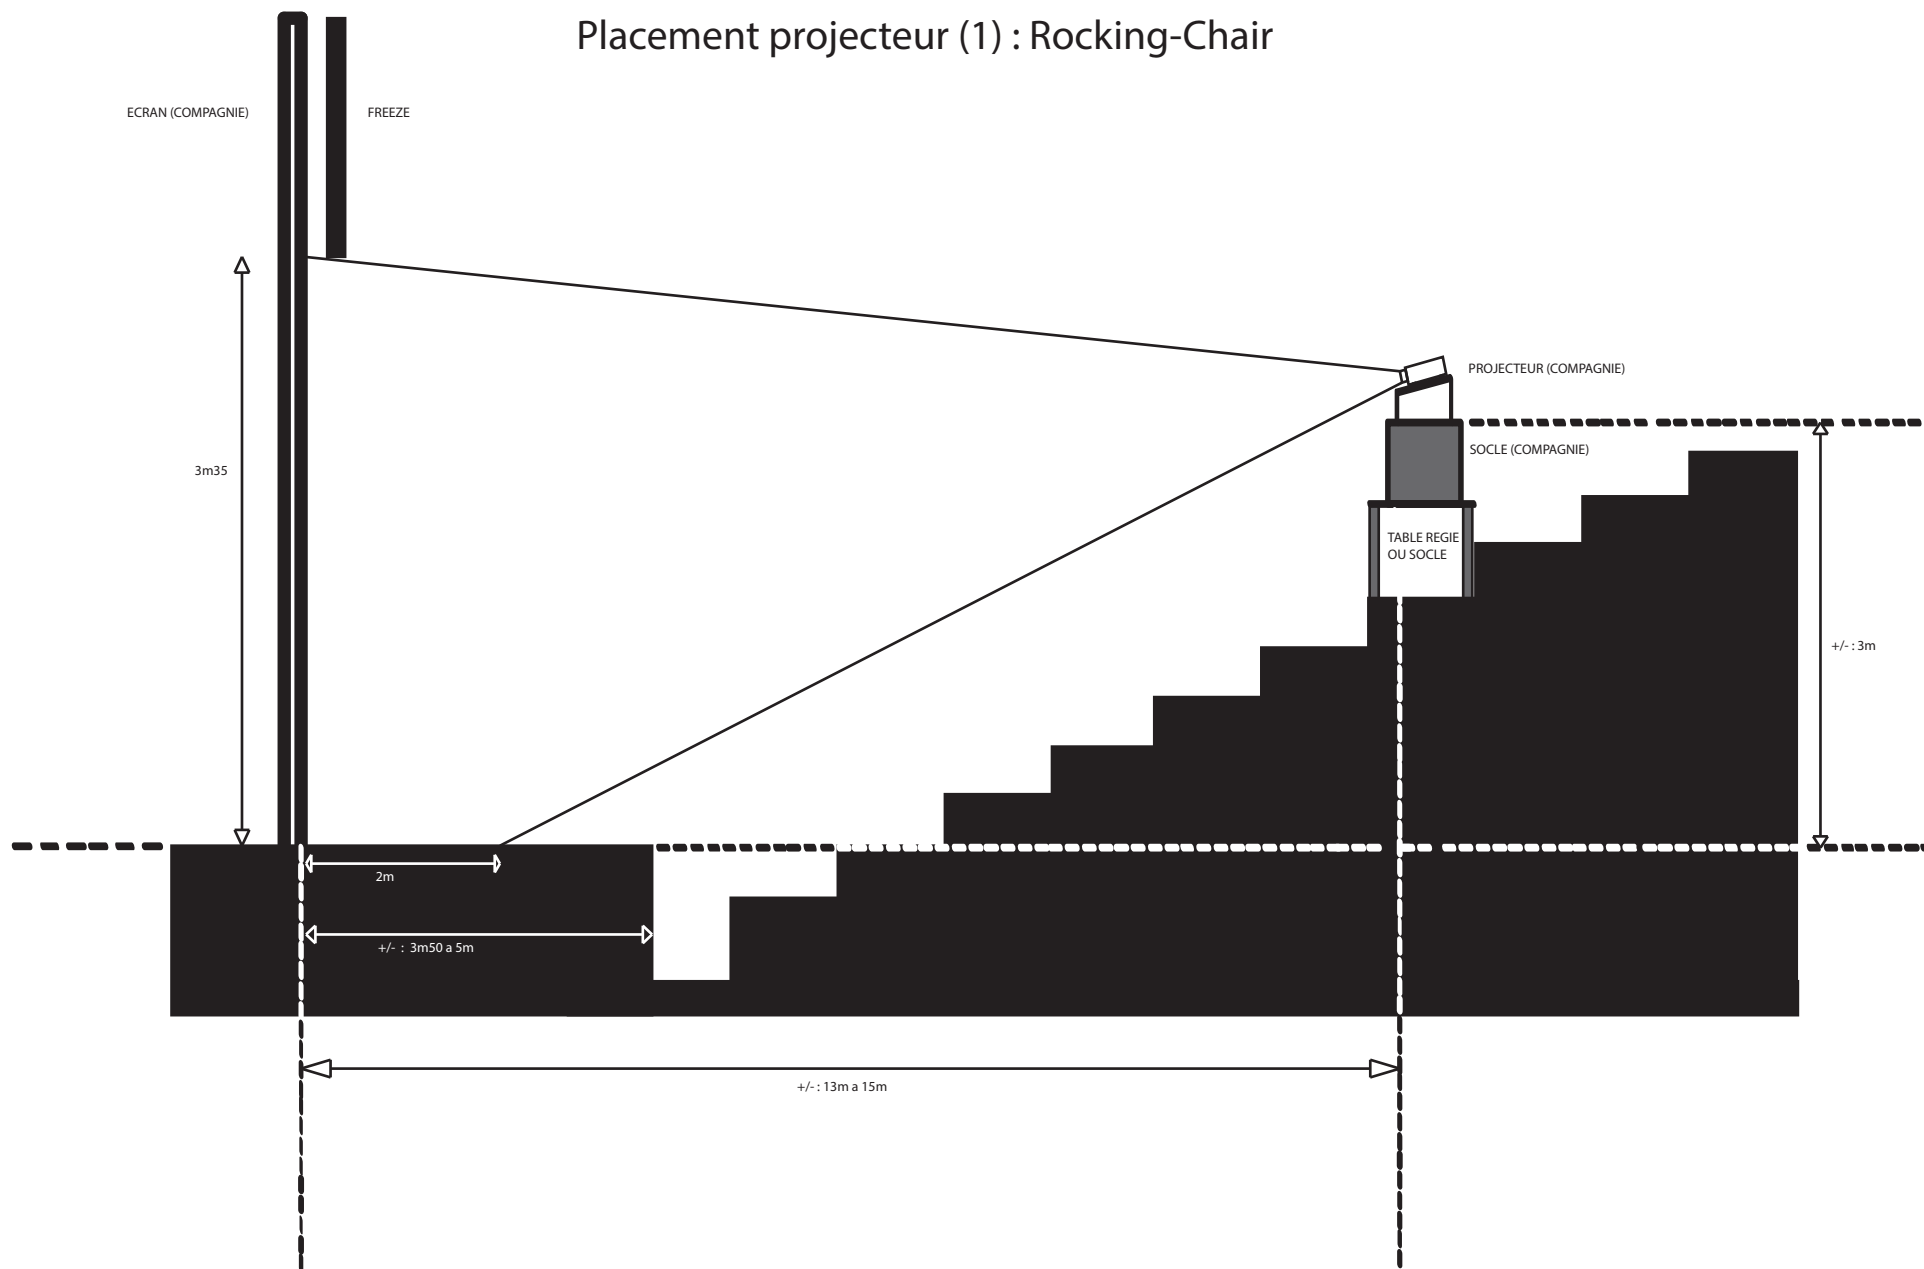 Placement projecteur (1) : Rocking-Chair
ECRAN (COMPAGNIE)
FREEZE
PROJECTEUR (COMPAGNIE)
SOCLE (COMPAGNIE)
3m35
TABLE REGIE
OU SOCLE
+/- : 3m
2m
+/- : 3m50 a 5m
+/- : 13m a 15m